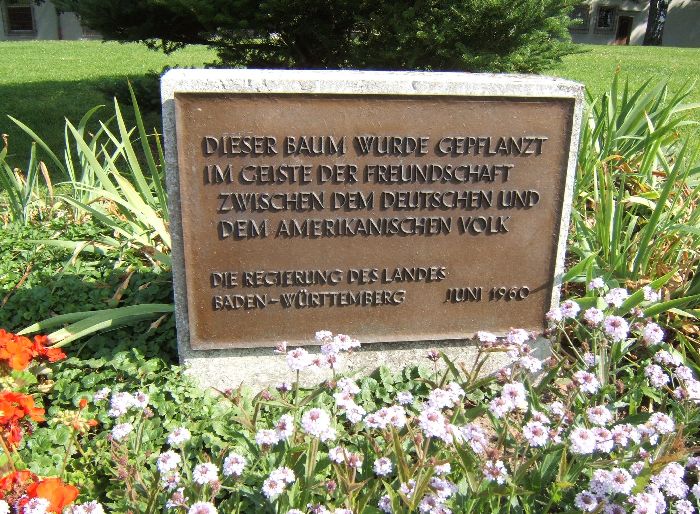 DIESER BAUM WURDE GEPFLANZT
IM GEISTE DER FREUNDSCHAFT
ZWISCHEN DEM DEUTSCHEN UND
DEM AMERIKANISCHEN VOLK
DIE REGIERUNG DES LANDES
BADEN-WÜRTTEMBERG JUNI 1960